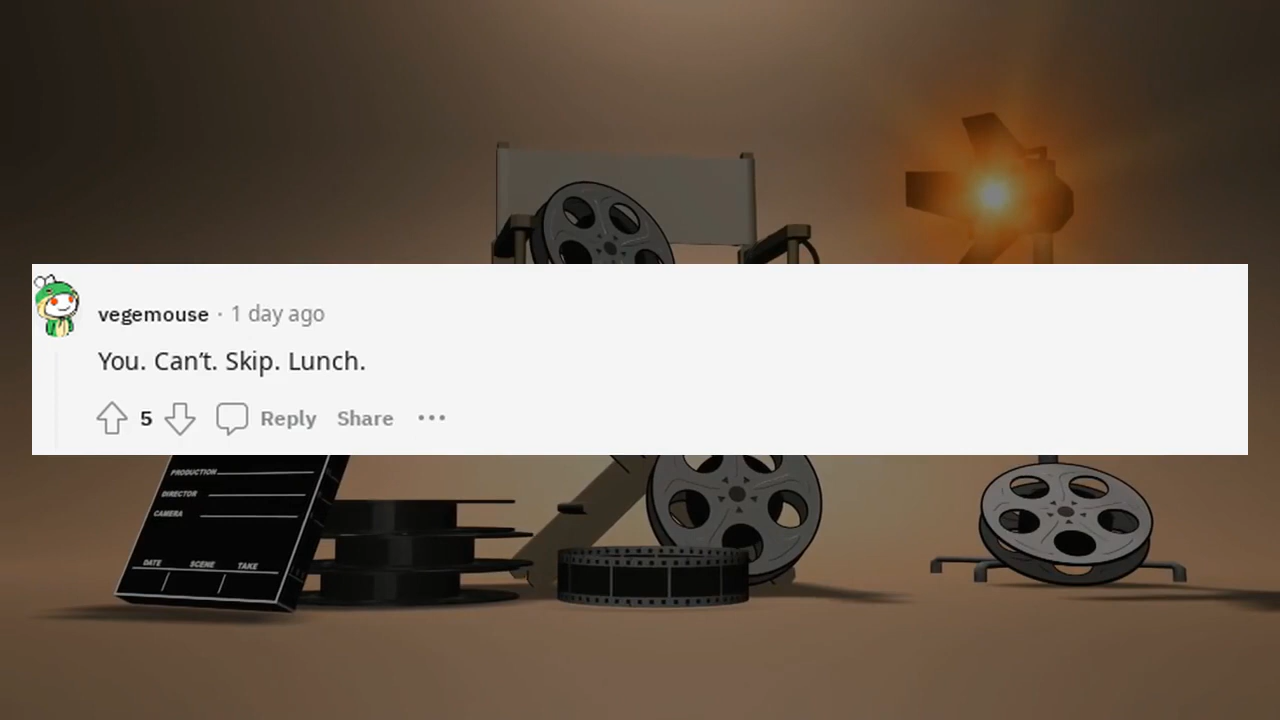 vegemouse · 1 day ago
You. Can't. Skip. Lunch.
5 Reply Share ···
PRODUCTION
DIRECTOR
CAMERA
DATE SCENE TAKE